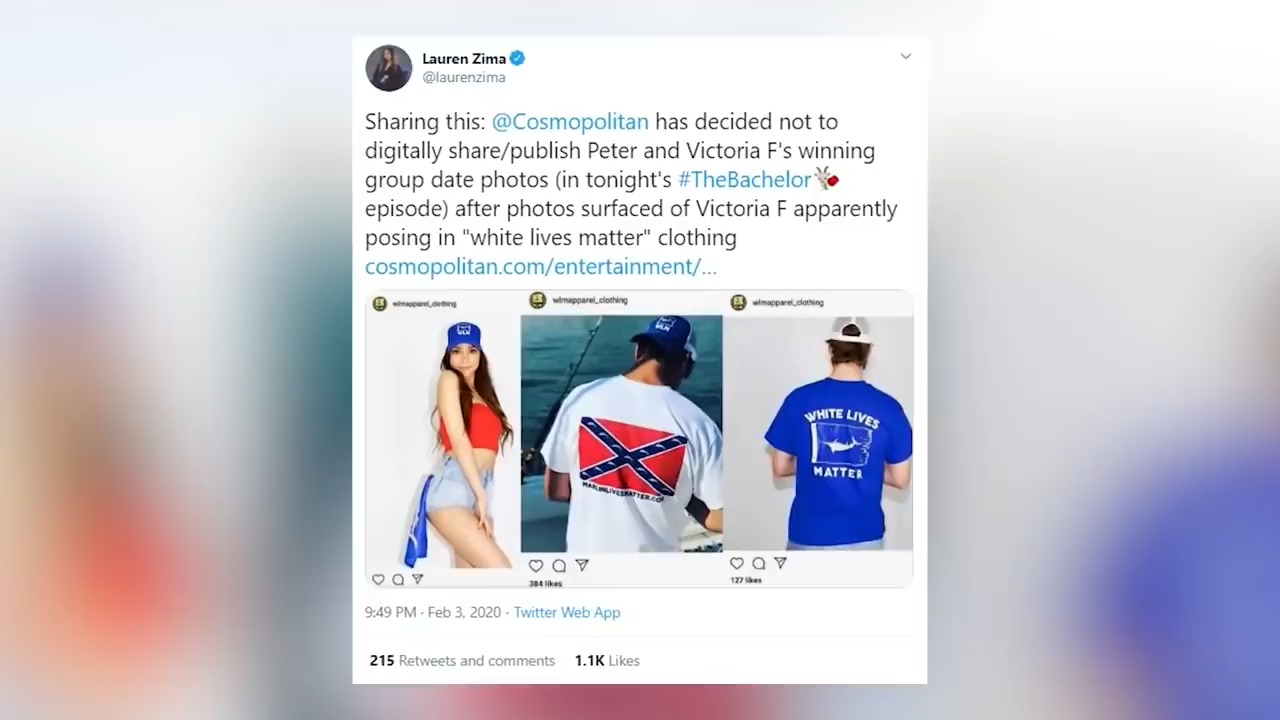 Lauren Zima
@laurenzima
Sharing this: @Cosmopolitan has decided not to
digitally share/publish Peter and Victoria F's winning
group date photos (in tonight's #TheBachelor
episode) after photos surfaced of Victoria F apparently
posing in "white lives matter" clothing
cosmopolitan.com/entertainment/...
wlmapparel_clothing
wlmapparel_clothing
wlmapparel_clothing
WLM
MARLINLIVESMATTER.COM
WHITE LIVES
MATTER
384 likes
127 likes
9:49 PM · Feb 3, 2020 · Twitter Web App
215 Retweets and comments 1.1K Likes